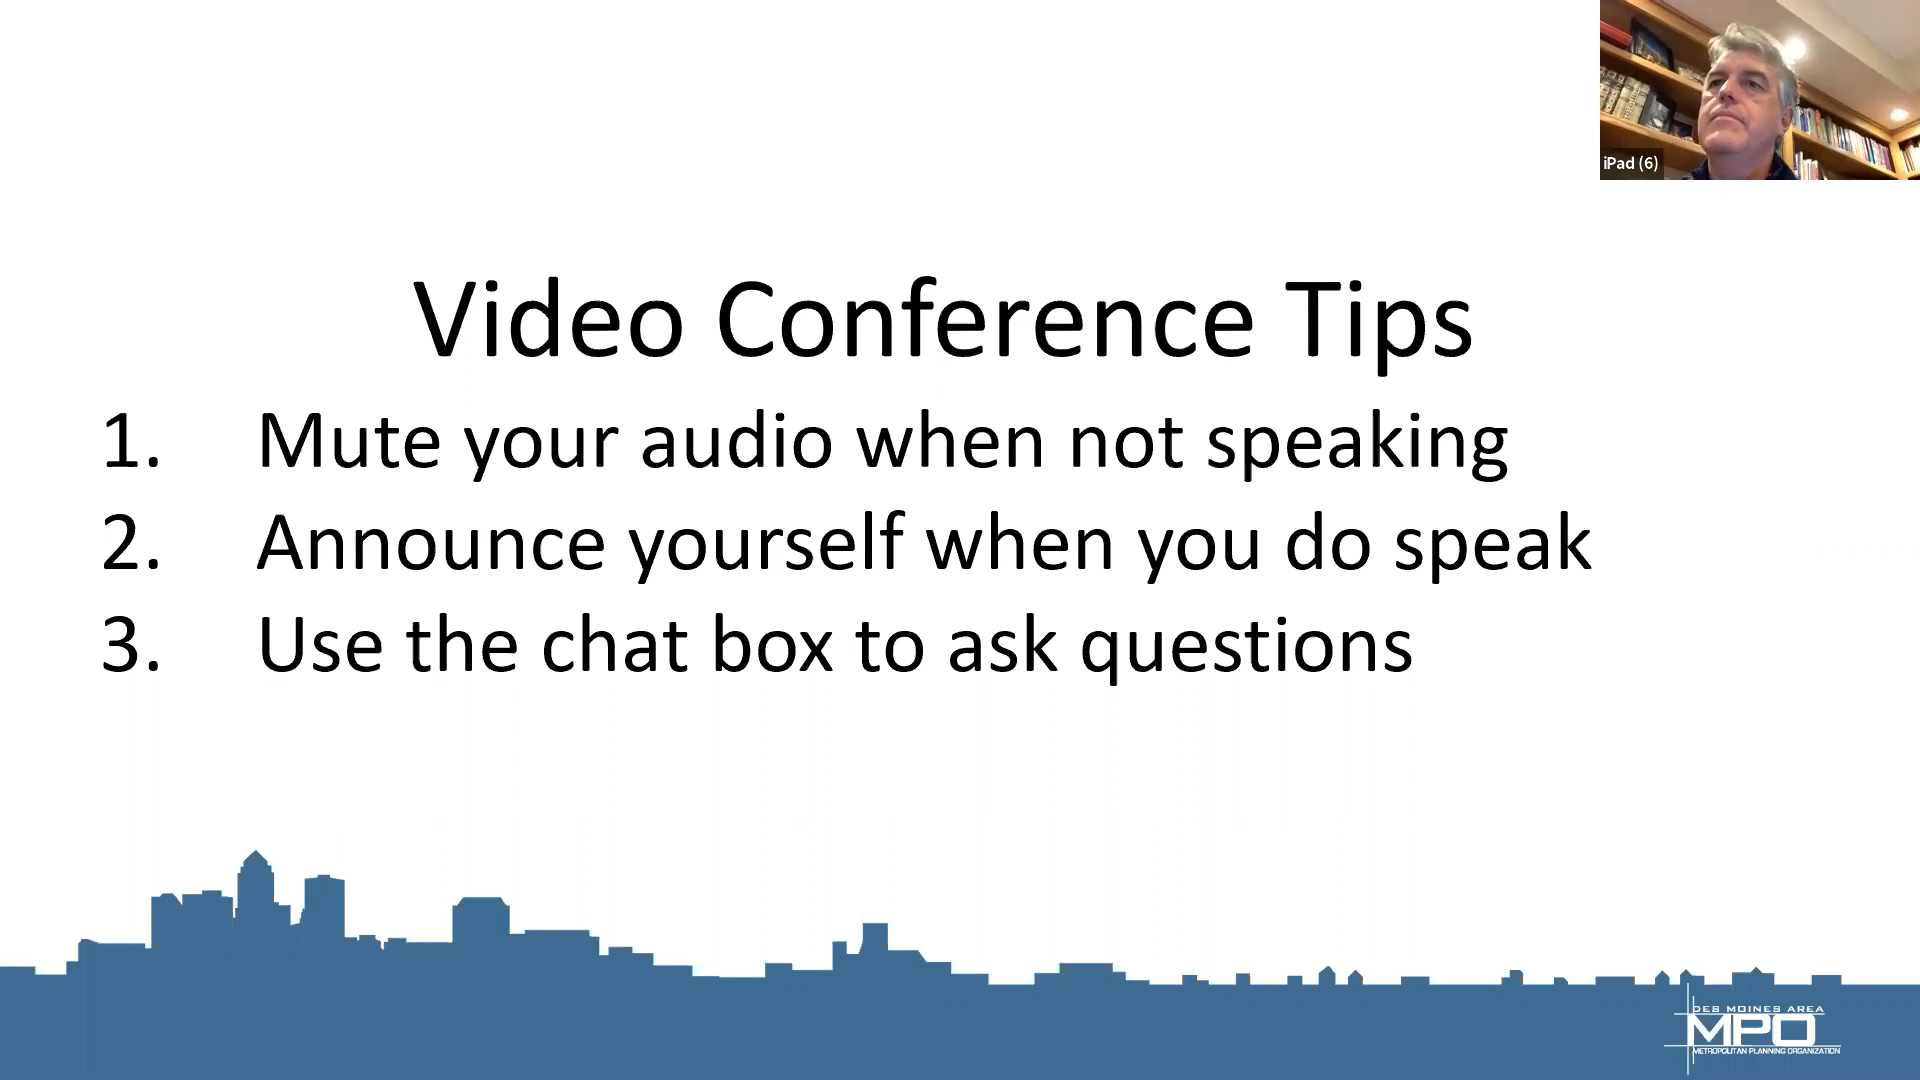 iPad (6)
Video Conference Tips
1. Mute your audio when not speaking
2. Announce yourself when you do speak
3. Use the chat box to ask questions
DES MOINES AREA
MPO
METROPOLITAN PLANNING ORGANIZATION